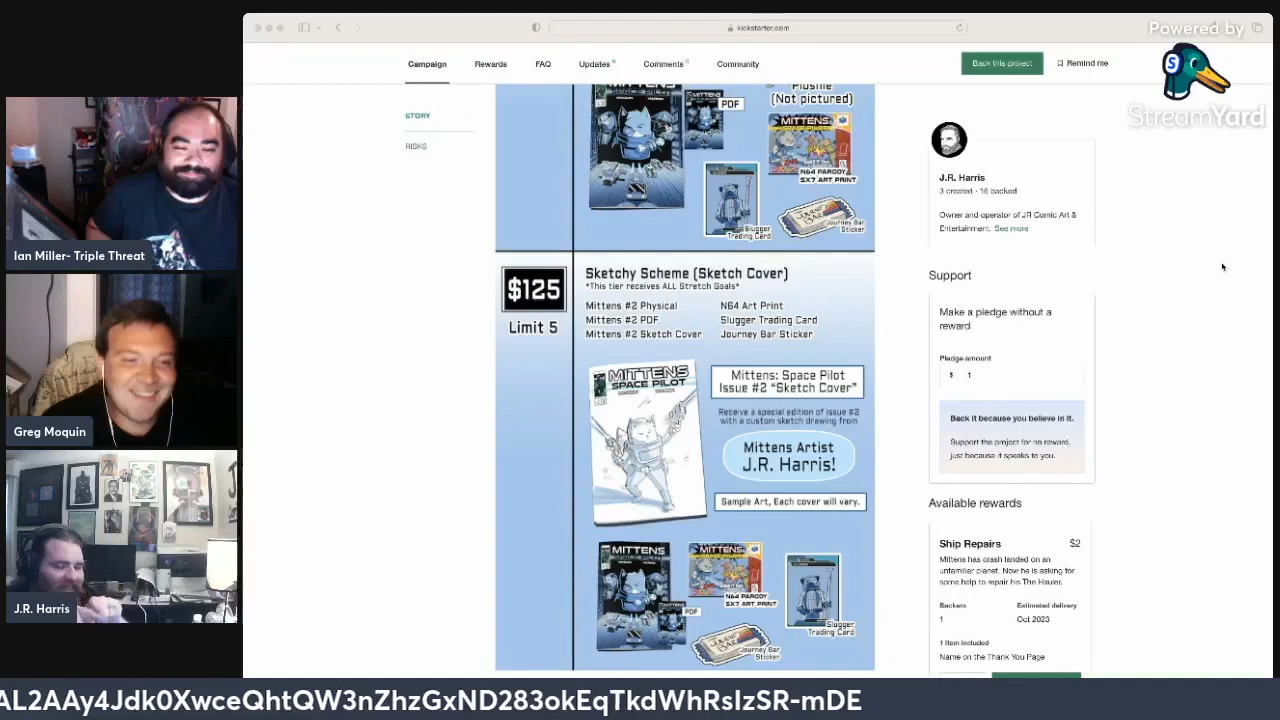 kickstarter.com
Powered by
StreamYard
Campaign
Rewards
FAQ
Updates
Comments
Community
Back this project
Remind me
STORY
RISKS
Plushie
(Not pictured)
PDF
MITTENS
SPACE PILOT
N64 PARODY
5X7 ART PRINT
Slugger
Trading Card
Journey Bar
Sticker
$125
Limit 5
Sketchy Scheme (Sketch Cover)
*This tier receives ALL Stretch Goals*
Mittens #2 Physical
Mittens #2 PDF
Mittens #2 Sketch Cover
N64 Art Print
Slugger Trading Card
Journey Bar Sticker
MITTENS
SPACE PILOT
Mittens: Space Pilot
Issue #2 "Sketch Cover"
Receive a special edition of issue #2
with a custom sketch drawing from
Mittens Artist
J.R. Harris!
Sample Art, Each cover will vary.
MITTENS
MITTENS
PDF
N64 PARODY
5X7 ART PRINT
Slugger
Trading Card
Journey Bar
Sticker
J.R. Harris
3 created · 16 backed
Owner and operator of JR Comic Art &
Entertainment. See more
Support
Make a pledge without a
reward
Pledge amount
$ 1
Back it because you believe in it.
Support the project for no reward,
just because it speaks to you.
Available rewards
Ship Repairs
$2
Mittens has crash landed on an
unfamiliar planet. Now he is asking for
some help to repair his The Hauler.
Backers
1
Estimated delivery
Oct 2023
1 item included
Name on the Thank You Page
Ian Miller- Triple Threat
Greg Moquin
J.R. Harris
AL2AAy4Jdk0XwceQhtQW3nZhzGxND283okEqTkdWhRsIzSR-mDE